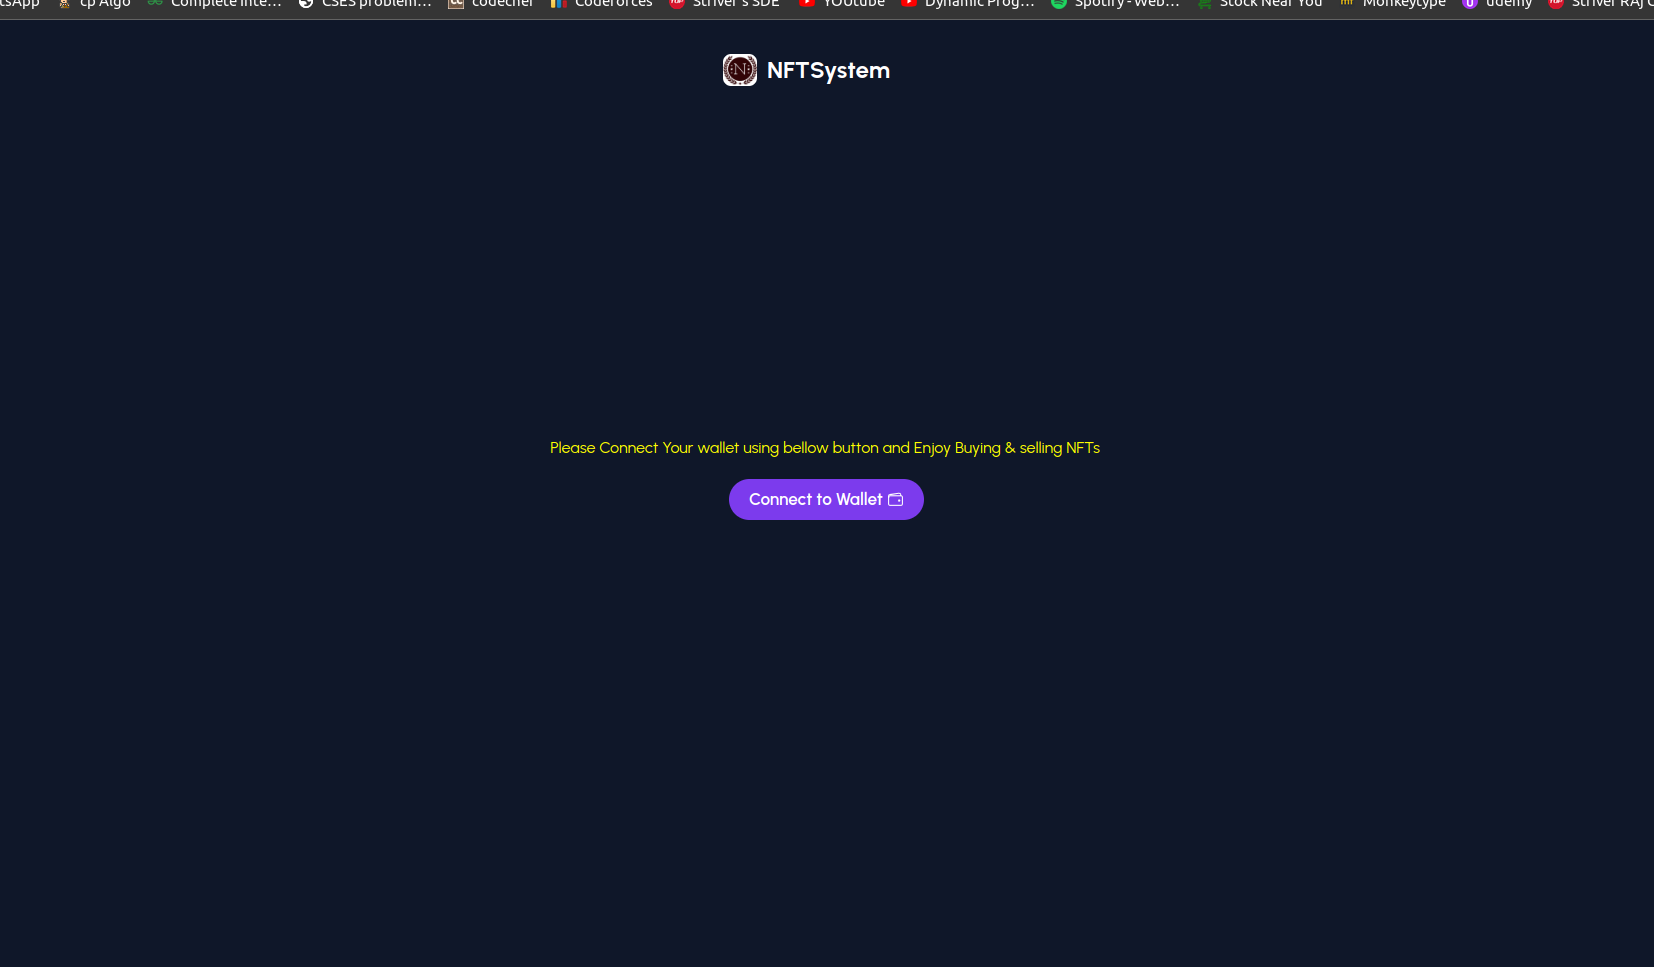 tsApp cp Algo Complete Inte... CSES problem... codechef Codeforces Striver's SDE YOUtube Dynamic Prog... Spotify - Web... Stock Near You Monkeytype udemy Striver RAJ
N NFTSystem
Please Connect Your wallet using bellow button and Enjoy Buying & selling NFTs
Connect to Wallet